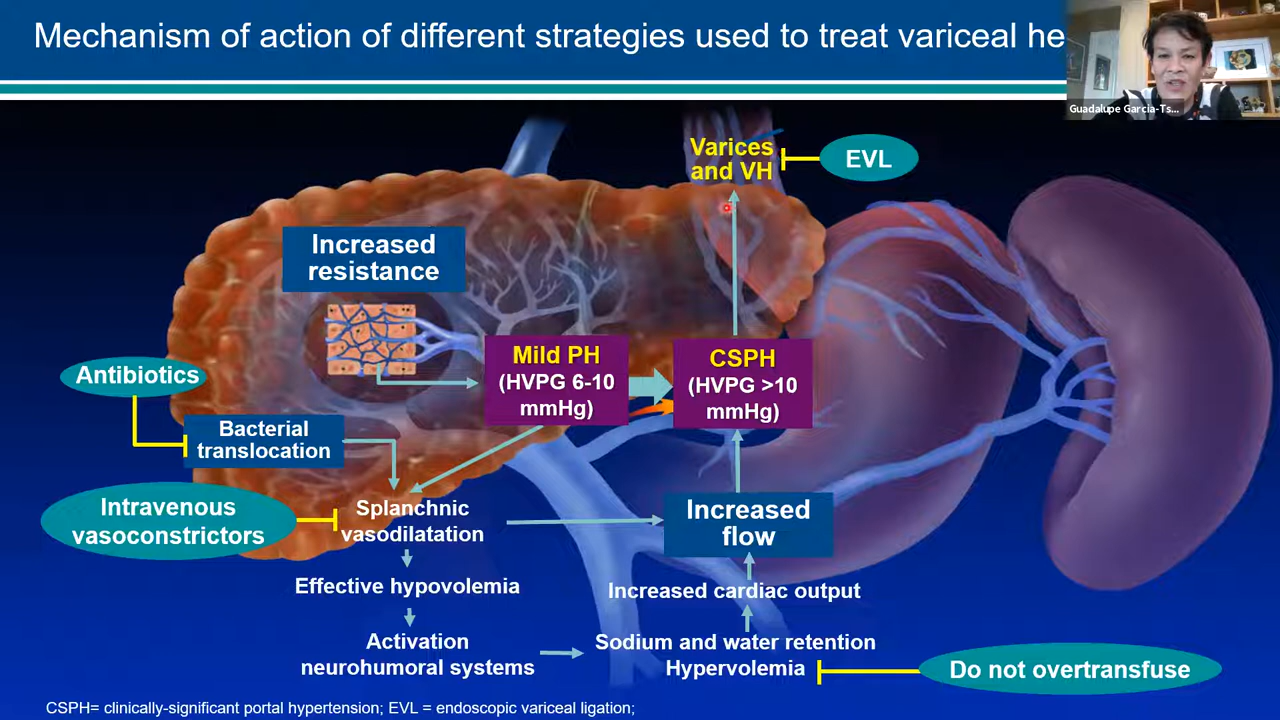 Mechanism of action of different strategies used to treat variceal he
Guadalupe Garcia-Ts...
Varices
and VH
EVL
Increased
resistance
Mild PH
(HVPG 6-10
mmHg)
CSPH
(HVPG >10
mmHg)
Antibiotics
Bacterial
translocation
Intravenous
vasoconstrictors
Splanchnic
vasodilatation
Increased
flow
Effective hypovolemia
Increased cardiac output
Activation
neurohumoral systems
Sodium and water retention
Hypervolemia
Do not overtransfuse
CSPH= clinically-significant portal hypertension; EVL = endoscopic variceal ligation;